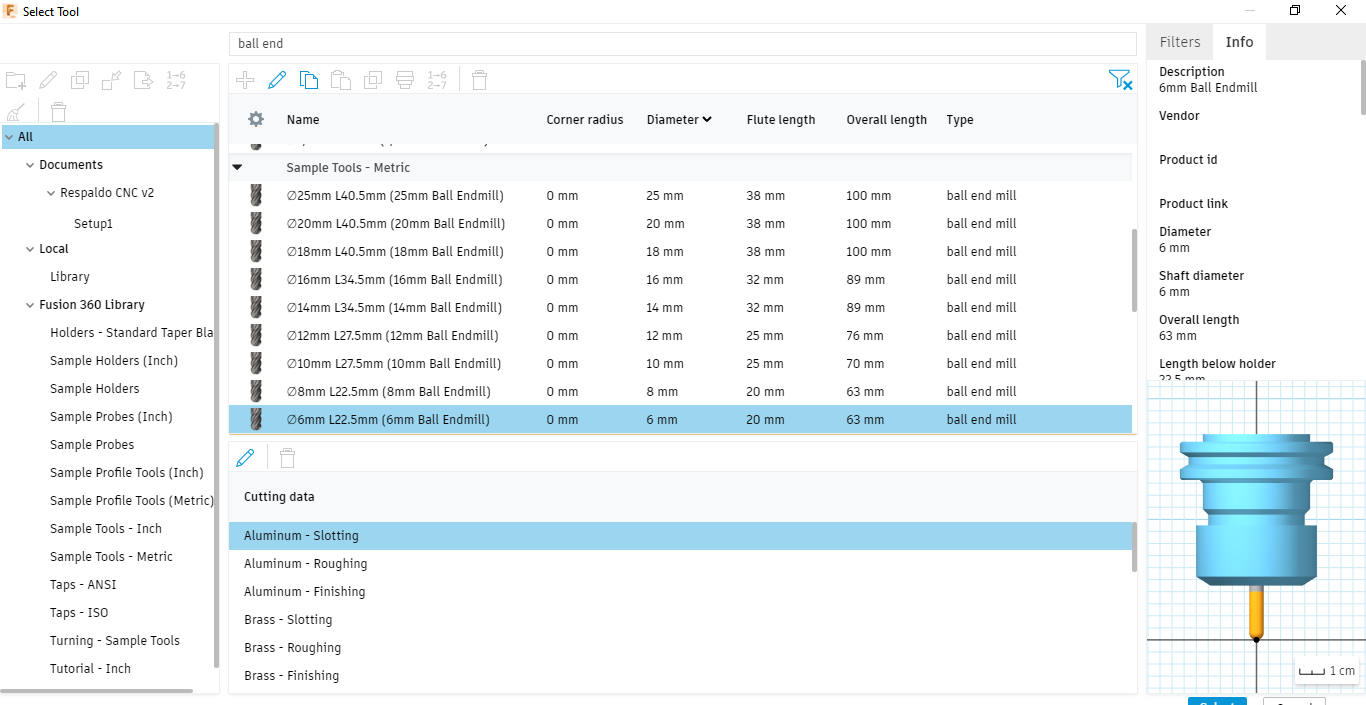 Select Tool
ball end
Filters Info
1→6
2→7
1→6
2→7
Description
6mm Ball Endmill
Vendor
Product id
Product link
Diameter
6 mm
Shaft diameter
6 mm
Overall length
63 mm
Length below holder
22.5 mm
1 cm
All
Documents
Respaldo CNC v2
Setup1
Local
Library
Fusion 360 Library
Holders - Standard Taper Bla
Sample Holders (Inch)
Sample Holders
Sample Probes (Inch)
Sample Probes
Sample Profile Tools (Inch)
Sample Profile Tools (Metric)
Sample Tools - Inch
Sample Tools - Metric
Taps - ANSI
Taps - ISO
Turning - Sample Tools
Tutorial - Inch
Name Corner radius Diameter Flute length Overall length Type
Sample Tools - Metric
∅25mm L40.5mm (25mm Ball Endmill) 0 mm 25 mm 38 mm 100 mm ball end mill
∅20mm L40.5mm (20mm Ball Endmill) 0 mm 20 mm 38 mm 100 mm ball end mill
∅18mm L40.5mm (18mm Ball Endmill) 0 mm 18 mm 38 mm 100 mm ball end mill
∅16mm L34.5mm (16mm Ball Endmill) 0 mm 16 mm 32 mm 89 mm ball end mill
∅14mm L34.5mm (14mm Ball Endmill) 0 mm 14 mm 32 mm 89 mm ball end mill
∅12mm L27.5mm (12mm Ball Endmill) 0 mm 12 mm 25 mm 76 mm ball end mill
∅10mm L27.5mm (10mm Ball Endmill) 0 mm 10 mm 25 mm 70 mm ball end mill
∅8mm L22.5mm (8mm Ball Endmill) 0 mm 8 mm 20 mm 63 mm ball end mill
∅6mm L22.5mm (6mm Ball Endmill) 0 mm 6 mm 20 mm 63 mm ball end mill
Cutting data
Aluminum - Slotting
Aluminum - Roughing
Aluminum - Finishing
Brass - Slotting
Brass - Roughing
Brass - Finishing